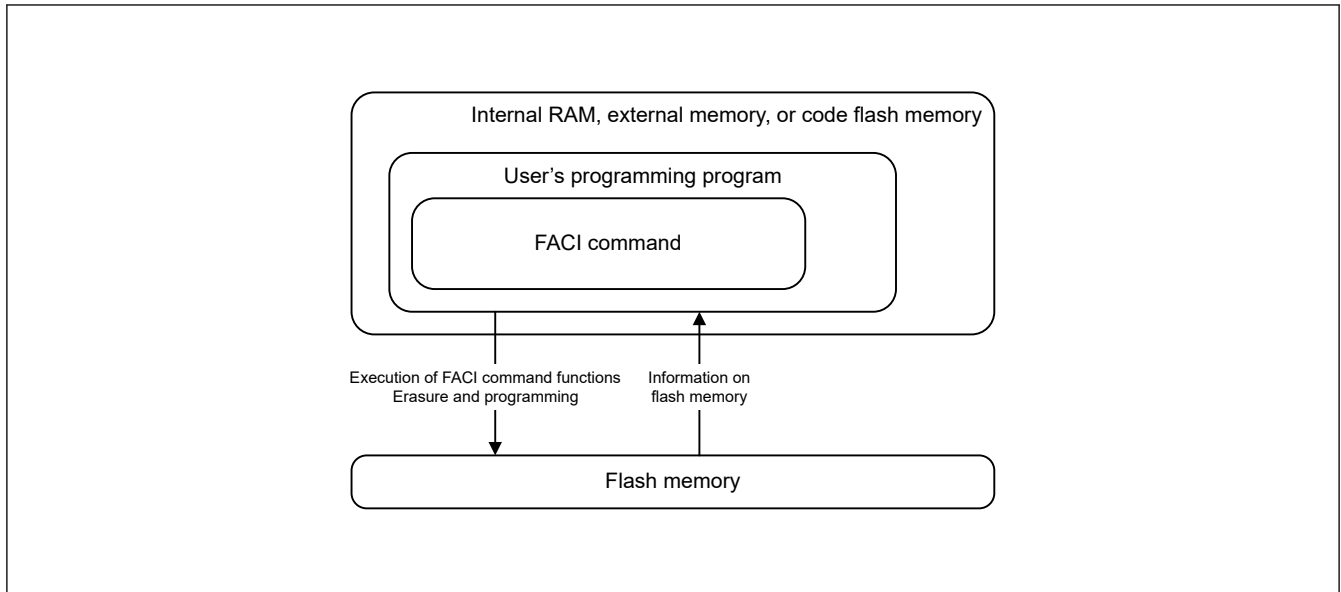 Internal RAM, external memory, or code flash memory
User’s programming program
FACI command
Execution of FACI command functions
Erasure and programming
Information on
flash memory
Flash memory